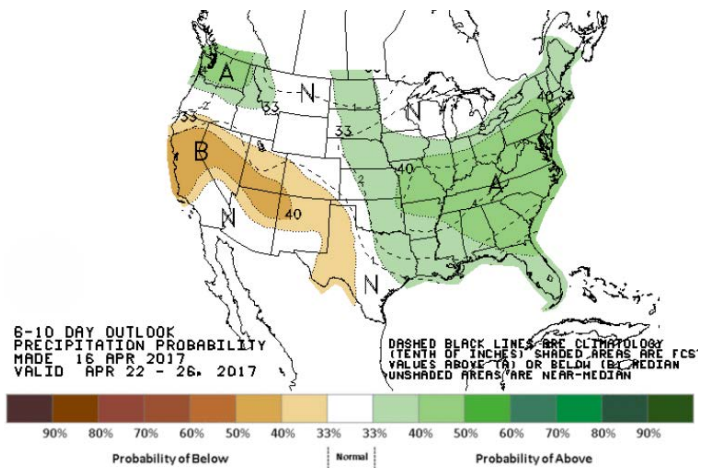 A
N
33
N
33
33
40
40
B
A
N
40
N
6-10 DAY OUTLOOK
PRECIPITATION PROBABILITY
MADE 16 APR 2017
VALID APR 22 - 26, 2017
DASHED BLACK LINES ARE CLIMATOLOGY
(TENTH OF INCHES) SHADED AREAS ARE FCST
VALUES ABOVE (A) OR BELOW (B) MEDIAN
UNSHADED AREAS ARE NEAR-MEDIAN
90% 80% 70% 60% 50% 40% 33% 33% 40% 50% 60% 70% 80% 90%
Probability of Below Normal Probability of Above